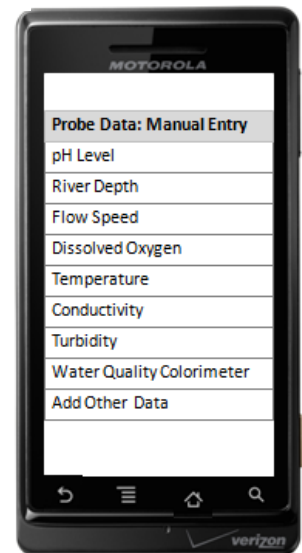 MOTOROLA
Probe Data: Manual Entry
pH Level
River Depth
Flow Speed
Dissolved Oxygen
Temperature
Conductivity
Turbidity
Water Quality Colorimeter
Add Other Data
verizon